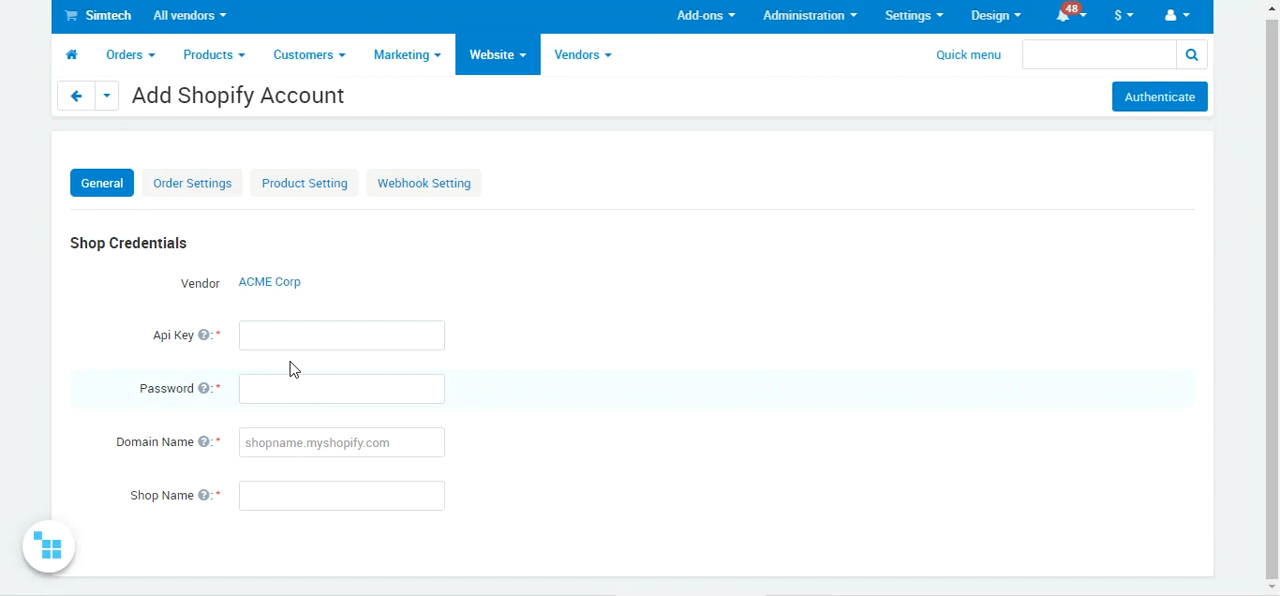 Simtech All vendors Add-ons Administration Settings Design 48 $
Orders Products Customers Marketing Website Vendors Quick menu
Add Shopify Account Authenticate
General Order Settings Product Setting Webhook Setting
Shop Credentials
Vendor ACME Corp
Api Key ?: *
Password ?: *
Domain Name ?: * shopname.myshopify.com
Shop Name ?: *